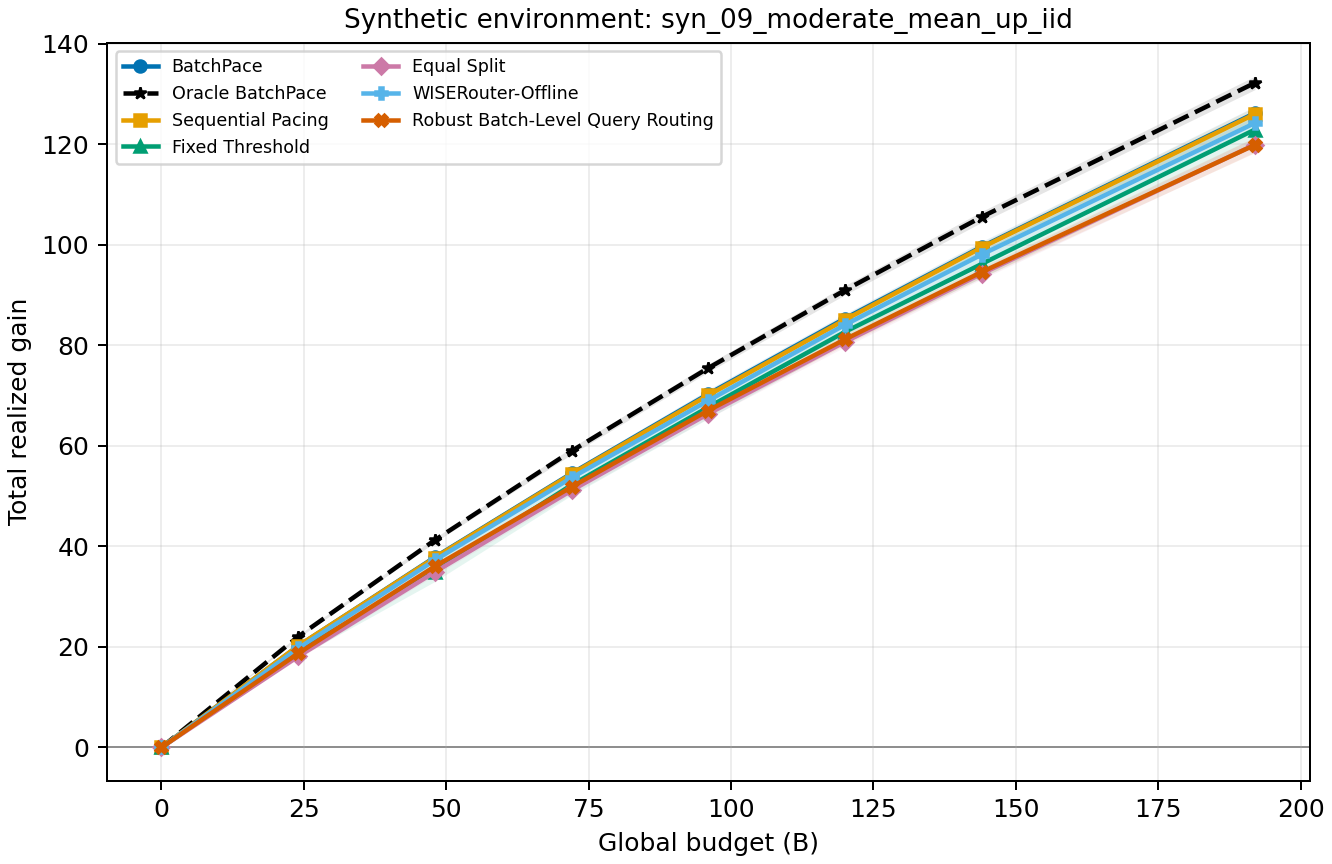 Synthetic environment: syn_09_moderate_mean_up_iid
BatchPace
Oracle BatchPace
Sequential Pacing
Fixed Threshold
Equal Split
WISERouter-Offline
Robust Batch-Level Query Routing
Total realized gain
140
120
100
80
60
40
20
0
0 25 50 75 100 125 150 175 200
Global budget (B)